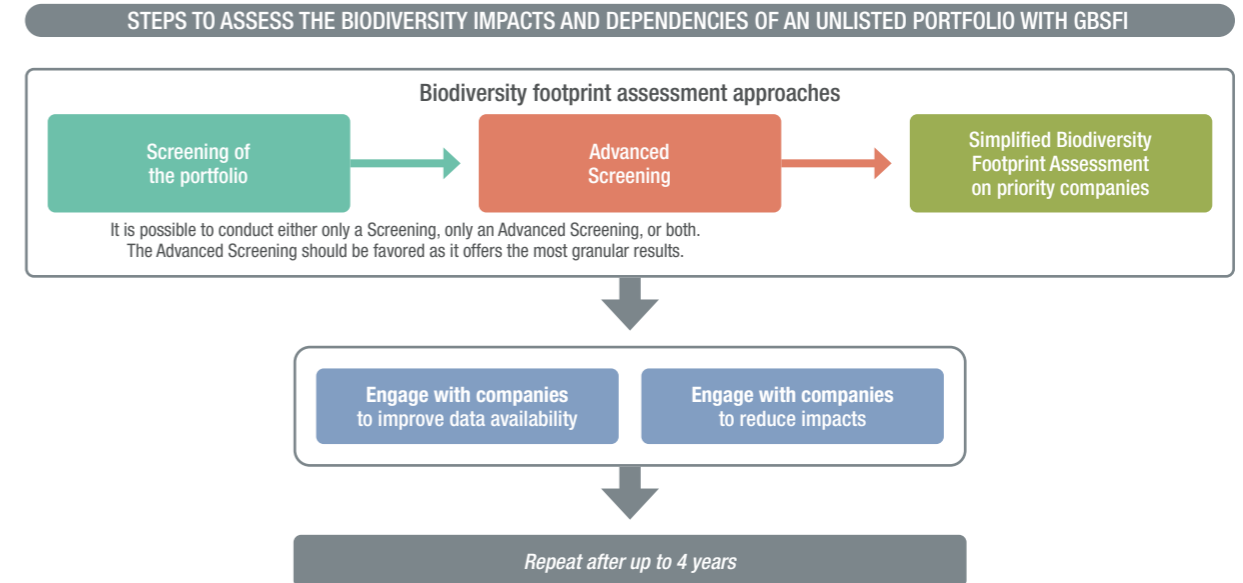 STEPS TO ASSESS THE BIODIVERSITY IMPACTS AND DEPENDENCIES OF AN UNLISTED PORTFOLIO WITH GBSFI
Biodiversity footprint assessment approaches
Screening of
the portfolio
Advanced
Screening
Simplified Biodiversity
Footprint Assessment
on priority companies
It is possible to conduct either only a Screening, only an Advanced Screening, or both.
The Advanced Screening should be favored as it offers the most granular results.
Engage with companies
to improve data availability
Engage with companies
to reduce impacts
Repeat after up to 4 years